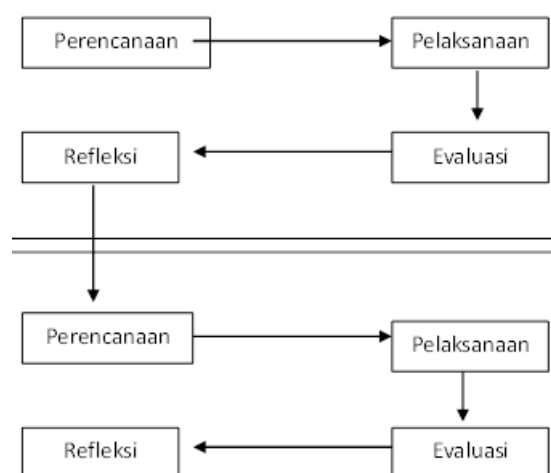 Perencanaan
Pelaksanaan
Refleksi
Evaluasi
Perencanaan
Pelaksanaan
Refleksi
Evaluasi